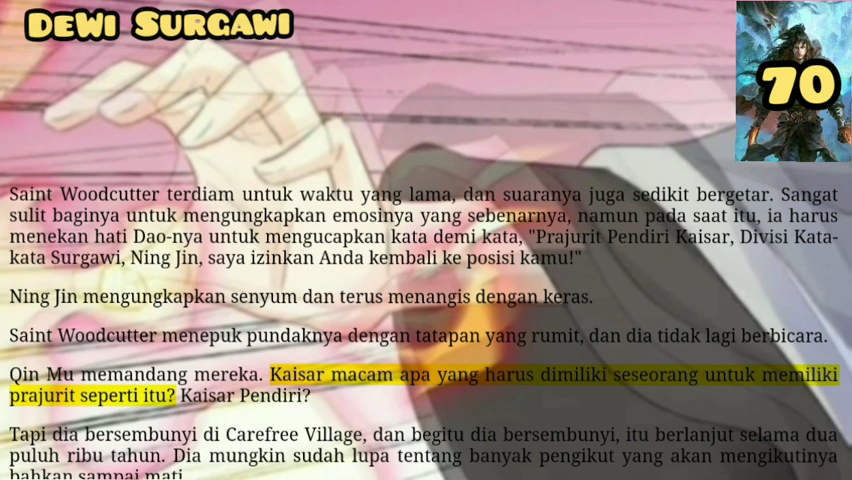 DEWI SURGAWI
70
Saint Woodcutter terdiam untuk waktu yang lama, dan suaranya juga sedikit bergetar. Sangat
sulit baginya untuk mengungkapkan emosinya yang sebenarnya, namun pada saat itu, ia harus
menekan hati Dao-nya untuk mengucapkan kata demi kata, "Prajurit Pendiri Kaisar, Divisi Kata-
kata Surgawi, Ning Jin, saya izinkan Anda kembali ke posisi kamu!"
Ning Jin mengungkapkan senyum dan terus menangis dengan keras.
Saint Woodcutter menepuk pundaknya dengan tatapan yang rumit, dan dia tidak lagi berbicara.
Qin Mu memandang mereka. Kaisar macam apa yang harus dimiliki seseorang untuk memiliki
prajurit seperti itu? Kaisar Pendiri?
Tapi dia bersembunyi di Carefree Village, dan begitu dia bersembunyi, itu berlanjut selama dua
puluh ribu tahun. Dia mungkin sudah lupa tentang banyak pengikut yang akan mengikutinya
bahkan sampai mati